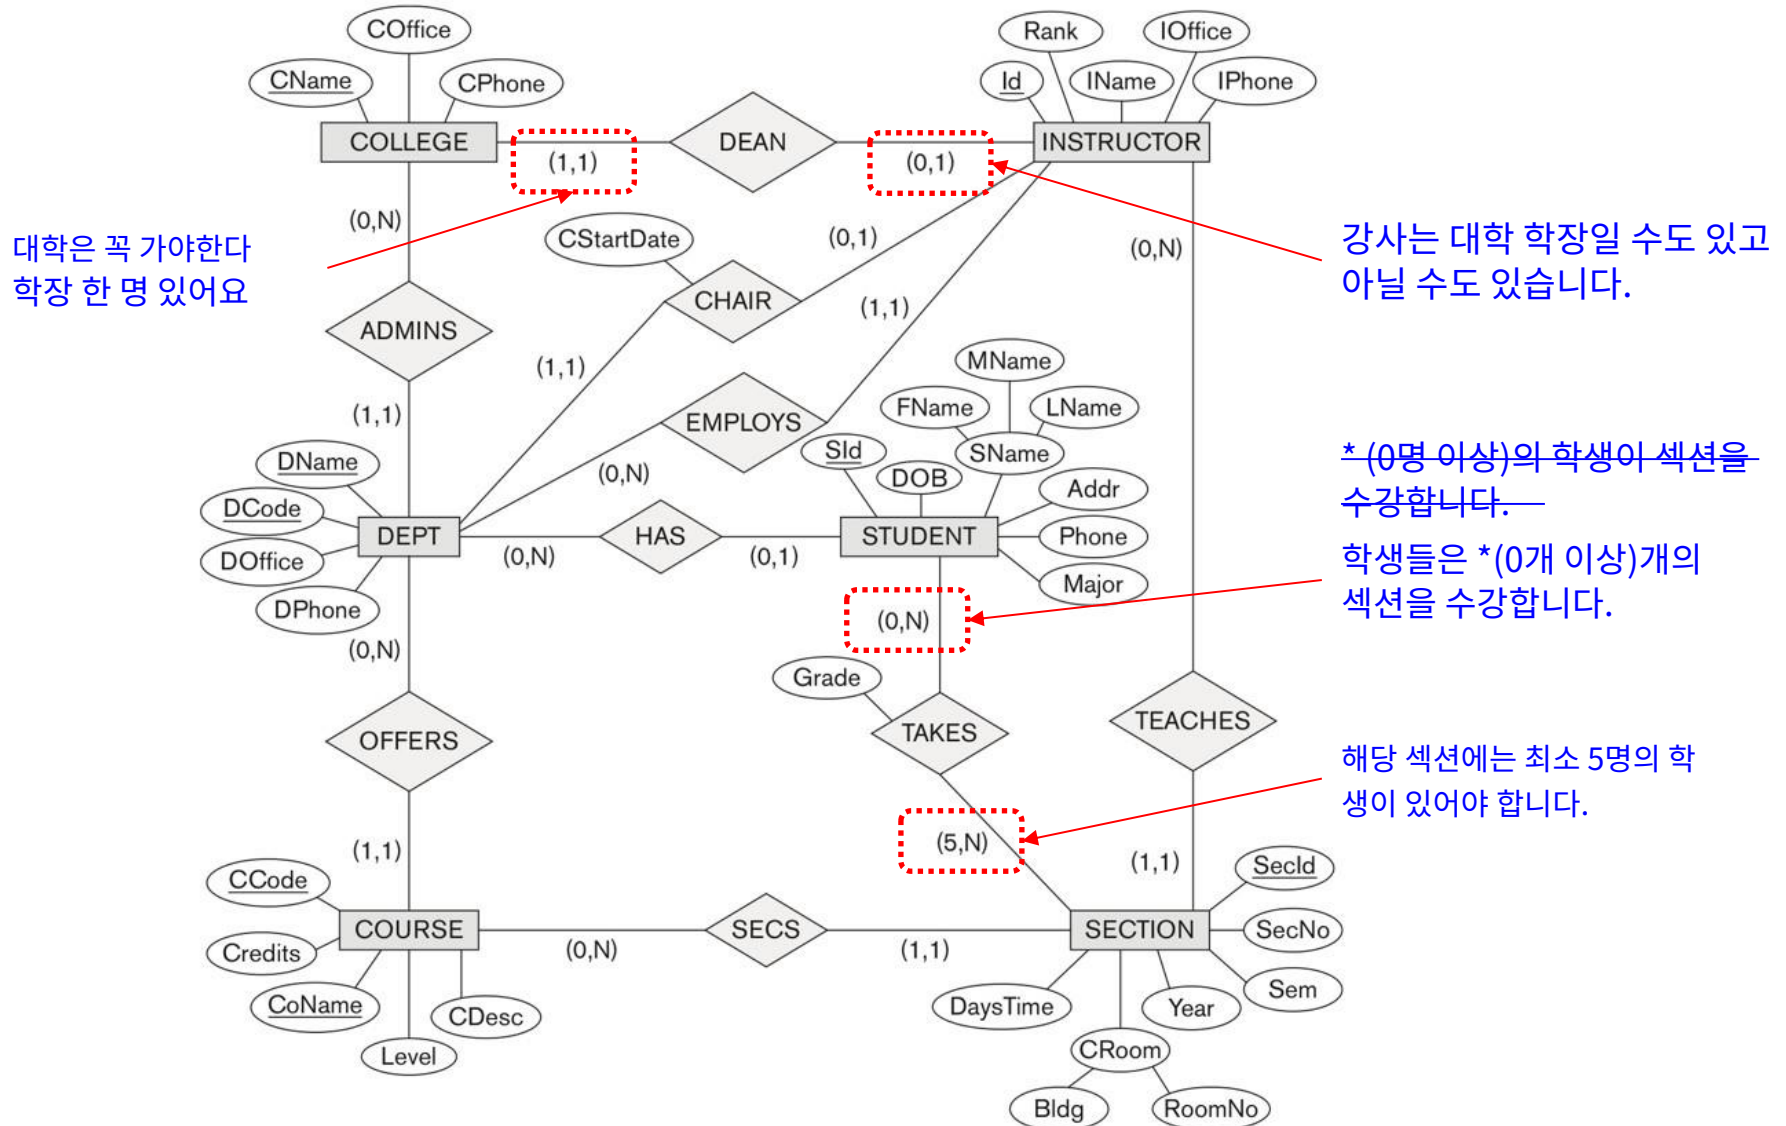 COffice
CName
CPhone
COLLEGE
(1,1)
DEAN
(0,1)
INSTRUCTOR
Rank
IOffice
Id
IName
IPhone
대학은 꼭 가야한다
학장 한 명 있어요
(0,N)
CStartDate
(0,1)
(0,N)
강사는 대학 학장일 수도 있고
아닐 수도 있습니다.
ADMINS
CHAIR
(1,1)
(1,1)
(1,1)
EMPLOYS
(0,N)
MName
FName
LName
SId
SName
DOB
Addr
Phone
Major
* (0명 이상)의 학생이 섹션을
수강합니다.
학생들은 *(0개 이상)개의
섹션을 수강합니다.
DName
DCode
DOffice
DPhone
DEPT
(0,N)
HAS
(0,1)
STUDENT
(0,N)
(0,N)
Grade
TAKES
TEACHES
OFFERS
해당 섹션에는 최소 5명의 학
생이 있어야 합니다.
(5,N)
(1,1)
(1,1)
CCode
Credits
CoName
Level
CDesc
COURSE
(0,N)
SECS
(1,1)
SECTION
SecId
SecNo
Sem
Year
DaysTime
CRoom
Bldg
RoomNo